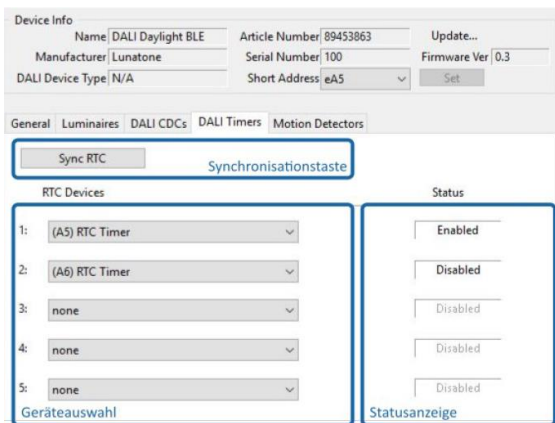 Device Info
Name DALI Daylight BLE Article Number 89453863 Update...
Manufacturer Lunatone Serial Number 100 Firmware Ver 0.3
DALI Device Type N/A Short Address eA5 Set
General Luminaires DALI CDCs DALI Timers Motion Detectors
Sync RTC Synchronisationstaste
RTC Devices Status
1: (A5) RTC Timer Enabled
2: (A6) RTC Timer Disabled
3: none Disabled
4: none Disabled
5: none Disabled
Geräteauswahl Statusanzeige